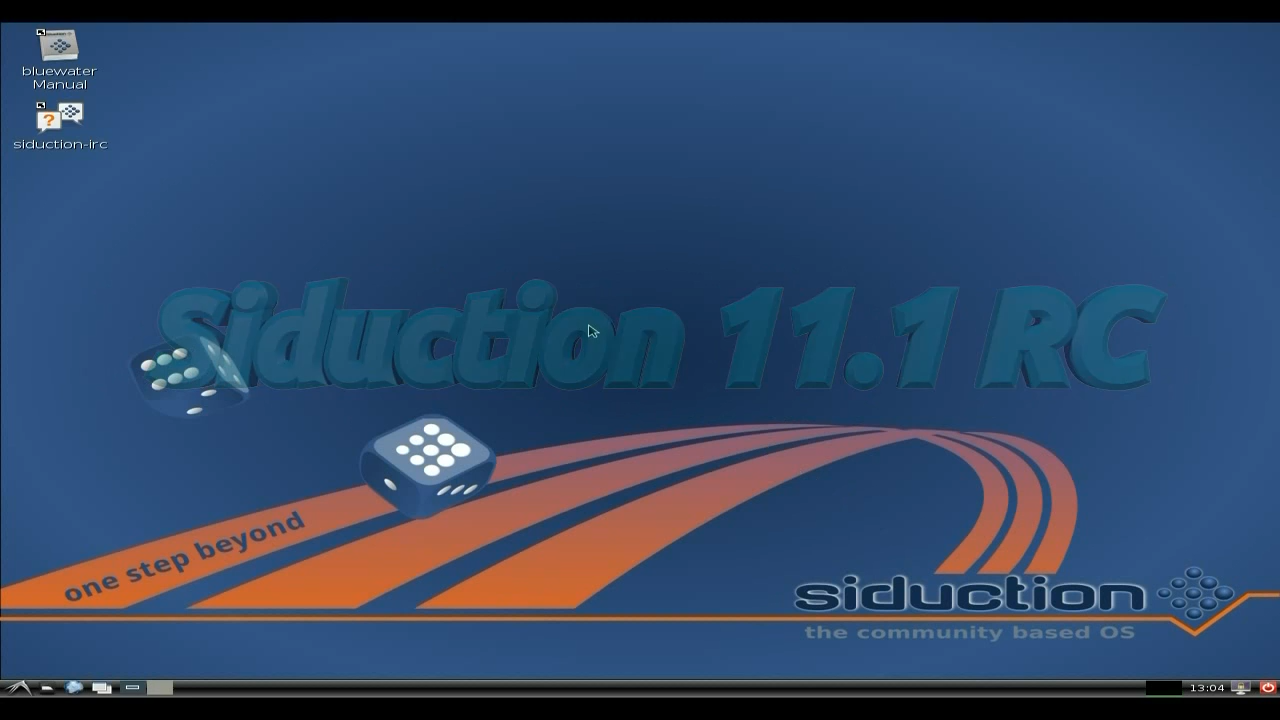 bluewater
Manual
siduction-irc
Siduction 11.1 RC
one step beyond
siduction
the community based OS
13:04